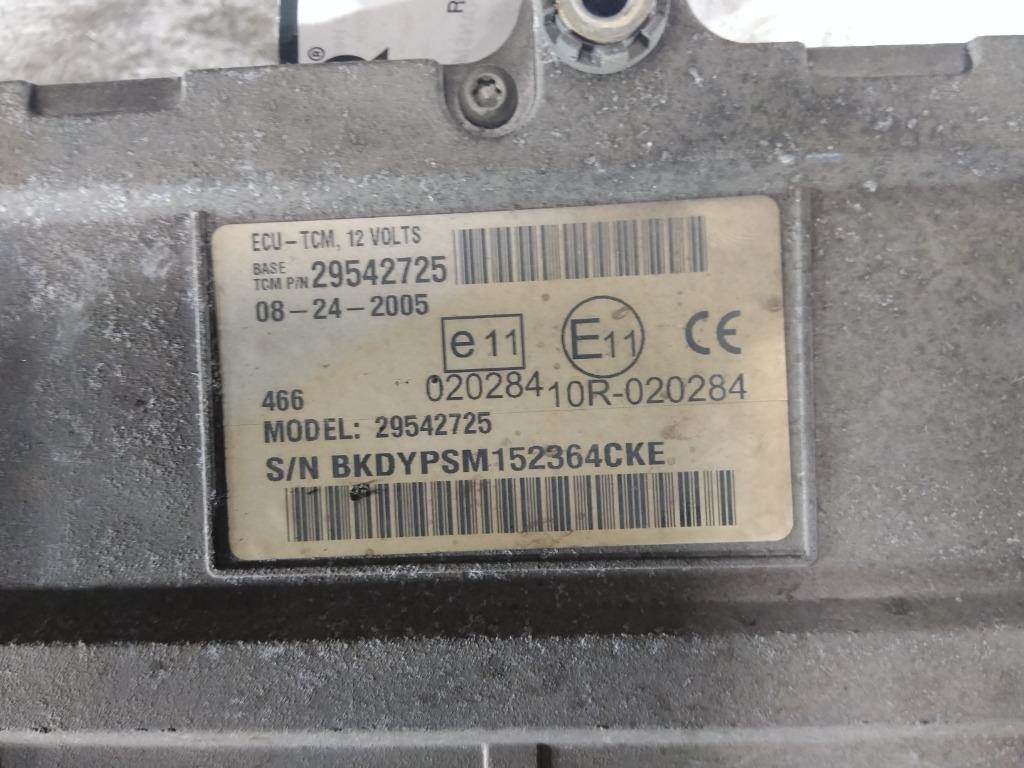 ®
R
ECU-TCM, 12 VOLTS
BASE
TCM P/N 29542725
08-24-2005
e11
E11
CE
020284
10R-020284
466
MODEL: 29542725
S/N BKDYPSM152364CKE